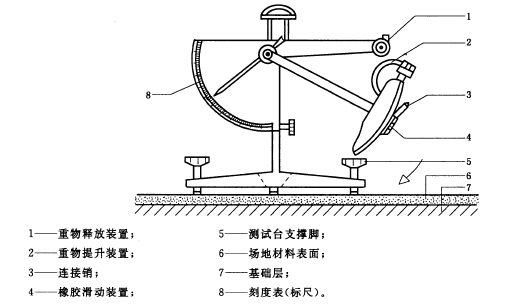 1
2
8
3
4
5
6
7
1——重物释放装置；
2——重物提升装置；
3——连接销；
4——橡胶滑动装置；
5——测试台支撑脚；
6——场地材料表面；
7——基础层；
8——刻度表(标尺)。